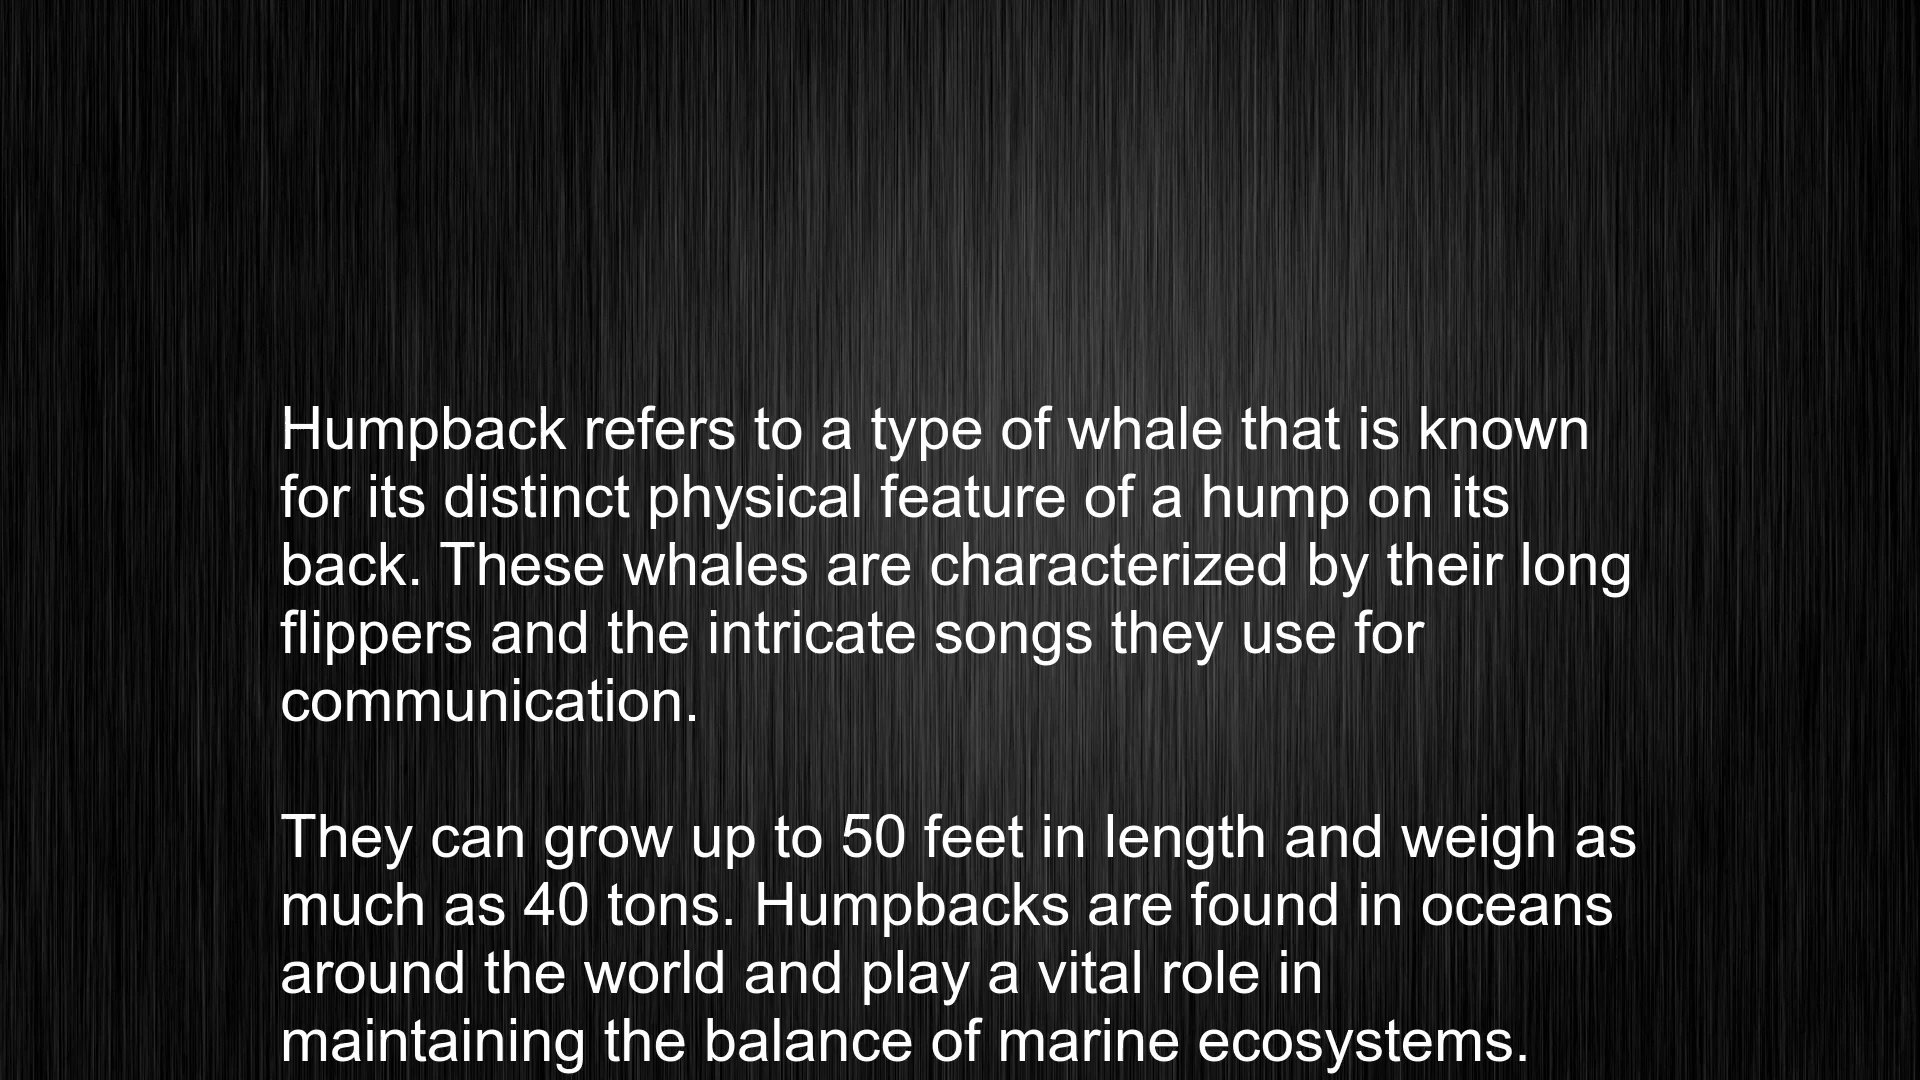 Humpback refers to a type of whale that is known
for its distinct physical feature of a hump on its
back. These whales are characterized by their long
flippers and the intricate songs they use for
communication.
They can grow up to 50 feet in length and weigh as
much as 40 tons. Humpbacks are found in oceans
around the world and play a vital role in
maintaining the balance of marine ecosystems.